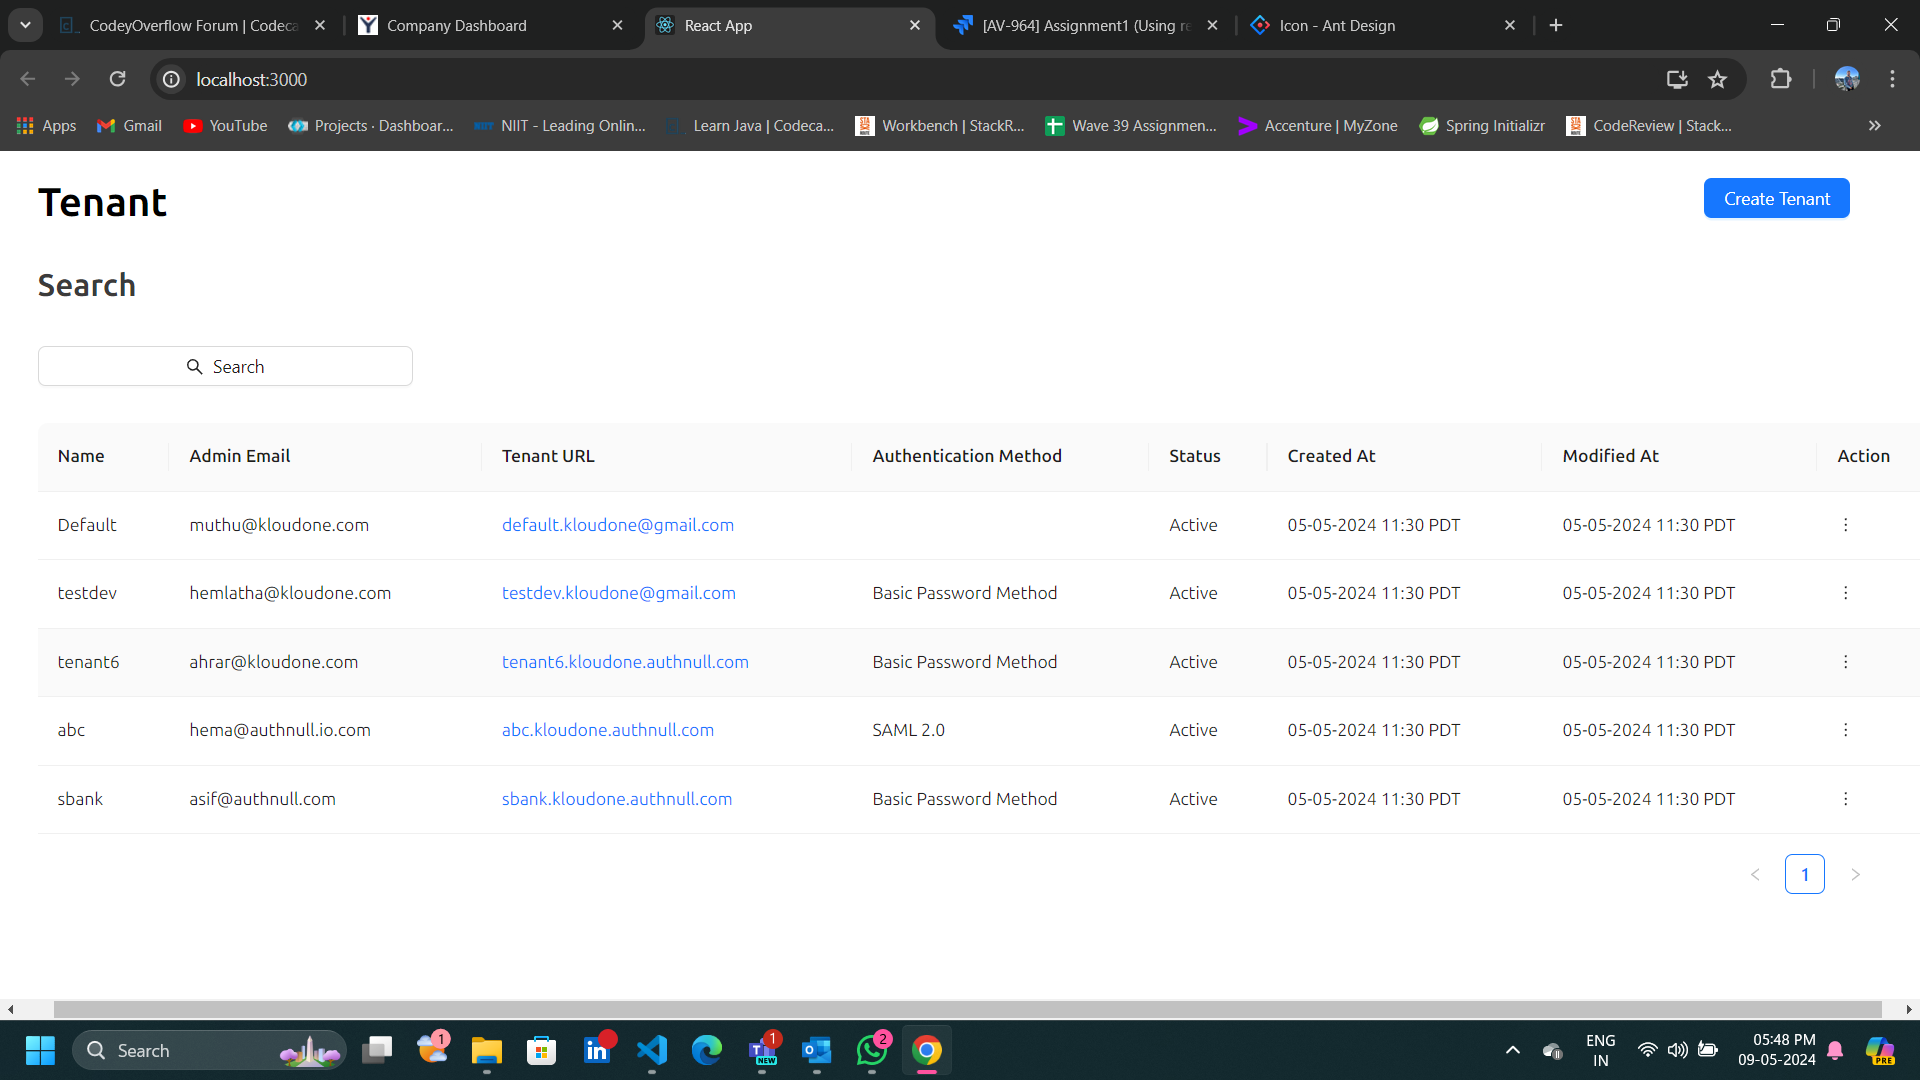 CodeyOverflow Forum | Codeca
Company Dashboard
React App
[AV-964] Assignment1 (Using re
Icon - Ant Design
localhost:3000
Apps
Gmail
YouTube
Projects · Dashboar...
NIIT - Leading Onlin...
Learn Java | Codeca...
Workbench | StackR...
Wave 39 Assignmen...
Accenture | MyZone
Spring Initializr
CodeReview | Stack...
Tenant
Create Tenant
Search
Search
Name Admin Email Tenant URL Authentication Method Status Created At Modified At Action
Default muthu@kloudone.com default.kloudone@gmail.com Active 05-05-2024 11:30 PDT 05-05-2024 11:30 PDT
testdev hemlatha@kloudone.com testdev.kloudone@gmail.com Basic Password Method Active 05-05-2024 11:30 PDT 05-05-2024 11:30 PDT
tenant6 ahrar@kloudone.com tenant6.kloudone.authnull.com Basic Password Method Active 05-05-2024 11:30 PDT 05-05-2024 11:30 PDT
abc hema@authnull.io.com abc.kloudone.authnull.com SAML 2.0 Active 05-05-2024 11:30 PDT 05-05-2024 11:30 PDT
sbank asif@authnull.com sbank.kloudone.authnull.com Basic Password Method Active 05-05-2024 11:30 PDT 05-05-2024 11:30 PDT
1
Search
1
1
NEW
2
ENG
IN
05:48 PM
09-05-2024
PRE